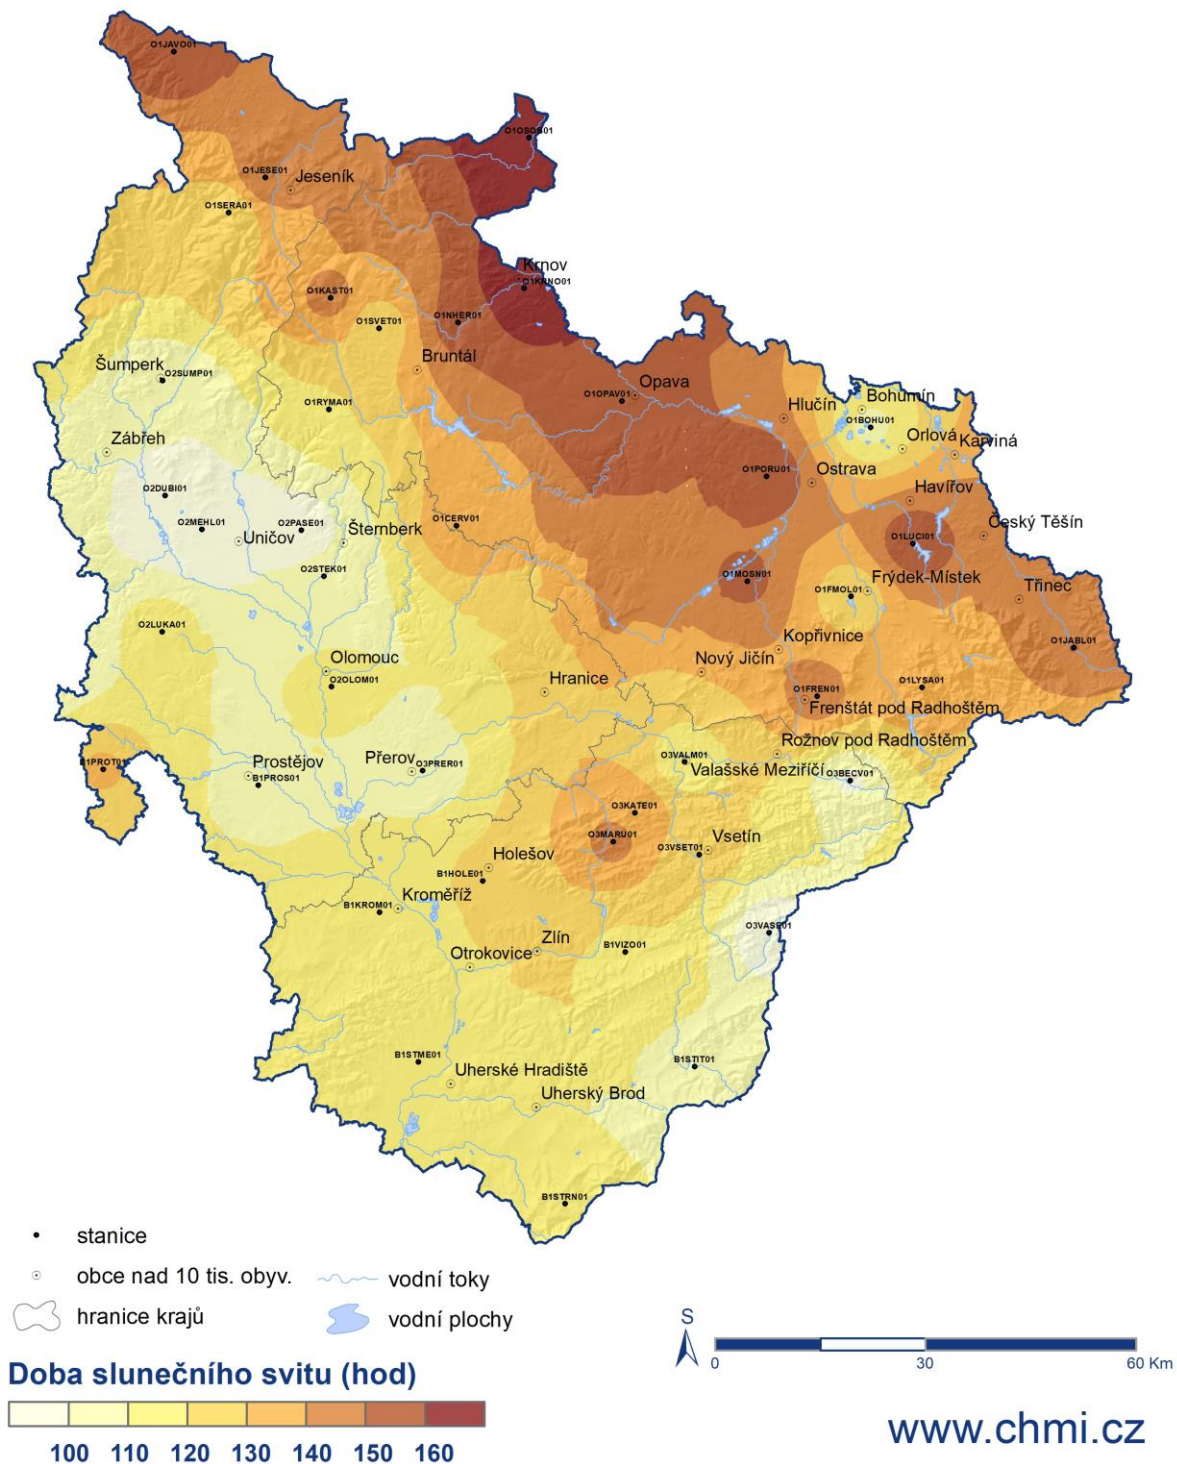 O1JAVO01
O1OSOB01
O1JESE01
Jeseník
O1SERA01
Krnov
O1KRNO01
O1KAST01
O1SVET01
O1NHER01
Bruntál
Šumperk
O2SUMP01
Opava
O1OPAV01
Bohumín
Hlučín
O1BOHU01
O1RYMA01
Zábřeh
Orlová
Karviná
O1PORU01
Ostrava
O2DUBI01
Havířov
O2MEHL01
O2PASE01
Uničov
Šternberk
O1CERV01
Český Těšín
O1LUCI01
O2STEK01
O1MOSN01
Frýdek-Místek
O1FMOL01
Třinec
O2LUKA01
Kopřivnice
O1JABL01
Olomouc
Nový Jičín
O2OLOM01
Hranice
O1FREN01
O1LYSA01
Frenštát pod Radhoštěm
Rožnov pod Radhoštěm
O3VALM01
Valašské Meziříčí
O3BECV01
B1PROT01
Prostějov
B1PROS01
Přerov
O3PRER01
O3KATE01
O3MARU01
Vsetín
O3VSET01
Holešov
B1HOLE01
B1KROM01
Kroměříž
O3VASE01
Zlín
Otrokovice
B1VIZO01
B1STME01
B1STIT01
Uherské Hradiště
Uherský Brod
B1STRN01
stanice
obce nad 10 tis. obyv.
vodní toky
hranice krajů
vodní plochy
S
0 30 60 Km
Doba slunečního svitu (hod)
100 110 120 130 140 150 160
www.chmi.cz